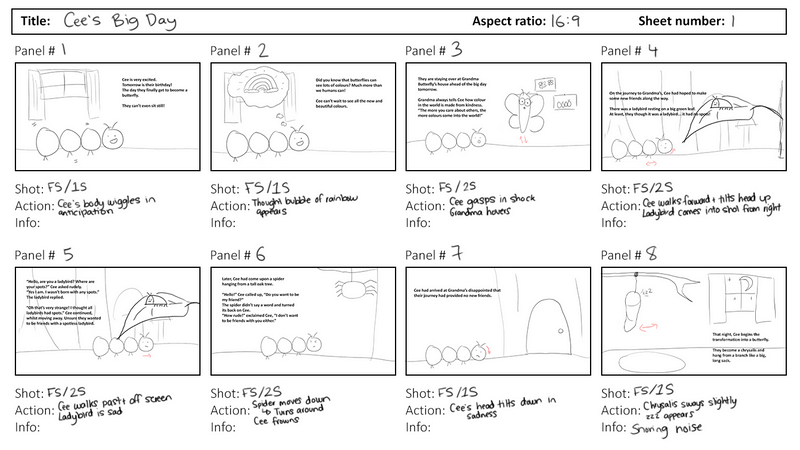 Title: Cee's Big Day
Aspect ratio: 16:9
Sheet number: 1
Panel # 1
Cee is very excited.
Tomorrow is their birthday!
The day they finally get to become a
butterfly.
They can't even sit still!
Shot: FS/1S
Action: Cee's body wiggles in
anticipation
Info:
Panel # 2
Did you know that butterflies can
see lots of colours? Much more than
we humans can!
Cee can't wait to see all the new and
beautiful colours.
Shot: FS/1S
Action: Thought bubble of rainbow
appears
Info:
Panel # 3
They are staying over at Grandma
Butterfly's house ahead of the big day
tomorrow.
Grandma always tells Cee how colour
in the world is made from kindness.
"The more you care about others, the
more colours come into the world!"
Shot: FS/2S
Action: Cee gasps in shock
Grandma hovers
Info:
Panel # 4
On the journey to Grandma's, Cee had hoped to make
some new friends along the way.
There was a ladybird resting on a big green leaf.
At least, they though it was a ladybird... it had no spots!
Shot: FS/2S
Action: Cee walks forward + tilts head up
Ladybird comes into shot from right
Info:
Panel # 5
"Hello, are you a ladybird? Where are
your spots?" Cee asked rudely.
"Yes I am. I wasn't born with any spots."
The ladybird replied.
"Oh that's very strange! I thought all
ladybirds had spots." Cee continued,
whilst moving away. Unsure they wanted
to be friends with a spotless ladybird.
Shot: FS/2S
Action: Cee walks past + off screen
Ladybird is sad
Info:
Panel # 6
Later, Cee had come upon a spider
hanging from a tall oak tree.
"Hello!" Cee called up, "Do you want to be
my friend?"
The spider didn't say a word and turned
its back on Cee.
"How rude!" exclaimed Cee, "I don't want
to be friends with you either."
Shot: FS/2S
Action: Spider moves down
↳ Turns around
Cee frowns
Info:
Panel # 7
Cee had arrived at Grandma's disappointed that
their journey had provided no new friends.
Shot: FS/1S
Action: Cee's head tilts down in
sadness
Info:
Panel # 8
zzZ
That night, Cee begins the
transformation into a butterfly.
They become a chrysalis and
hung from a branch like a big,
long sack.
Shot: FS/1S
Action: Chrysalis sways slightly
zzz appears
Info: Snoring noise